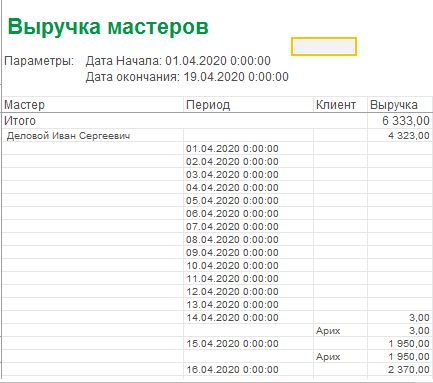 Выручка мастеров
Параметры: Дата Начала: 01.04.2020 0:00:00
Дата окончания: 19.04.2020 0:00:00
Мастер Период Клиент Выручка
Итого 6 333,00
Деловой Иван Сергеевич 4 323,00
01.04.2020 0:00:00
02.04.2020 0:00:00
03.04.2020 0:00:00
04.04.2020 0:00:00
05.04.2020 0:00:00
06.04.2020 0:00:00
07.04.2020 0:00:00
08.04.2020 0:00:00
09.04.2020 0:00:00
10.04.2020 0:00:00
11.04.2020 0:00:00
12.04.2020 0:00:00
13.04.2020 0:00:00
14.04.2020 0:00:00 3,00
Арих 3,00
15.04.2020 0:00:00 1 950,00
Арих 1 950,00
16.04.2020 0:00:00 2 370,00